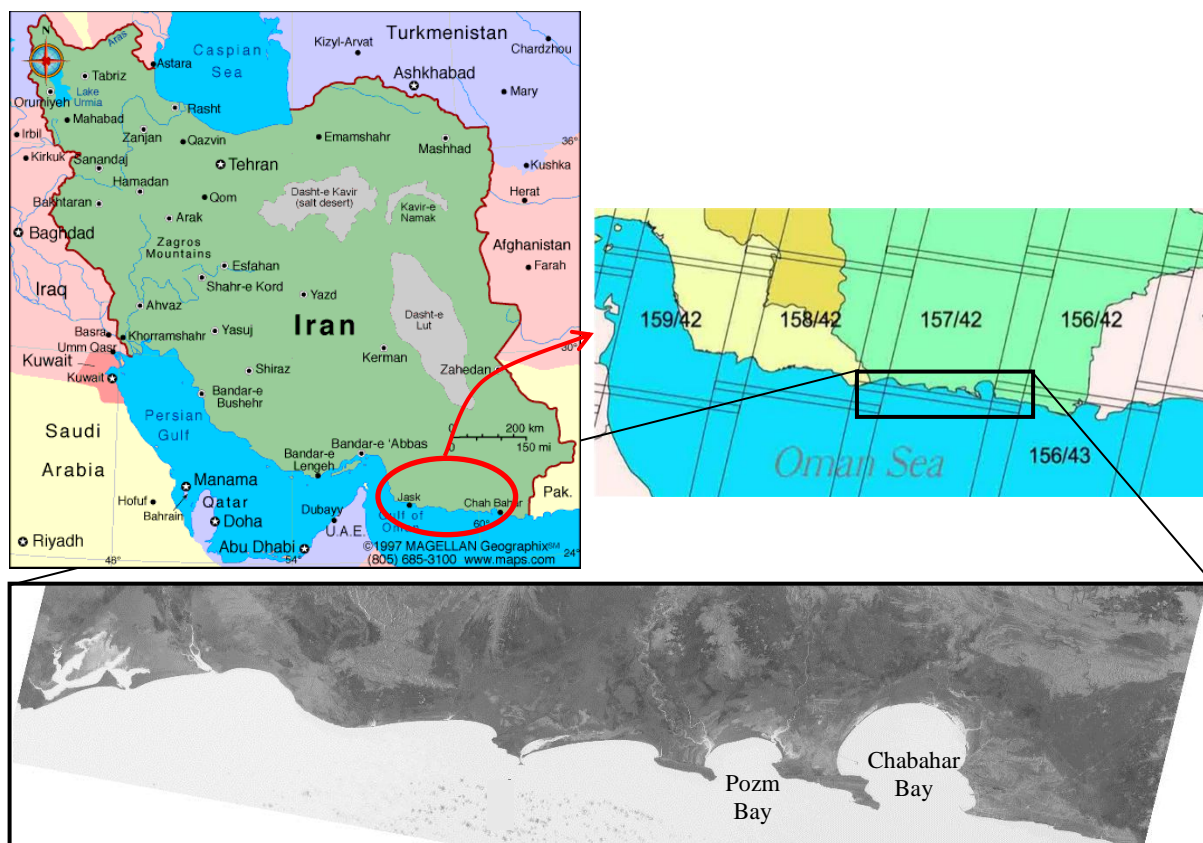 N
Aras
Caspian
Sea
Turkmenistan
Kizyl-Arvat
Chardzhou
Astara
Ashkhabad
Tabriz
Mary
Lake
Urmia
Orumiyeh
Rasht
Mahabad
Irbil
Zanjan
Qazvin
Emamshahr
Mashhad
36°
Kirkuk
Sanandaj
Tehran
Kushka
Hamadan
Dasht-e Kavir
(salt desert)
Kavir-e
Namak
Herat
Bakhtaran
Qom
Arak
Baghdad
Zagros
Mountains
Afghanistan
Esfahan
Farah
Shahr-e Kord
Iraq
Yazd
Ahvaz
Iran
Dasht-e
Lut
Basra
Khorramshahr
Yasuj
Umm Qasr
Kerman
30°
Kuwait
Kuwait
Shiraz
Zahedan
Bandar-e
Bushehr
Persian
Gulf
0
200 km
0
150 mi
Saudi
Arabia
Bandar-e 'Abbas
Bandar-e
Lengeh
Manama
Jask
Chah Bahar
Pak.
Hofuf
Bahrain
Qatar
Dubayy
Gulf of
Oman
60°
Doha
U.A.E.
Riyadh
Abu Dhabi
48°
54°
©1997 MAGELLAN Geographix℠
(805) 685-3100 www.maps.com
24°
159/42
158/42
157/42
156/42
Oman Sea
156/43
Pozm
Bay
Chabahar
Bay